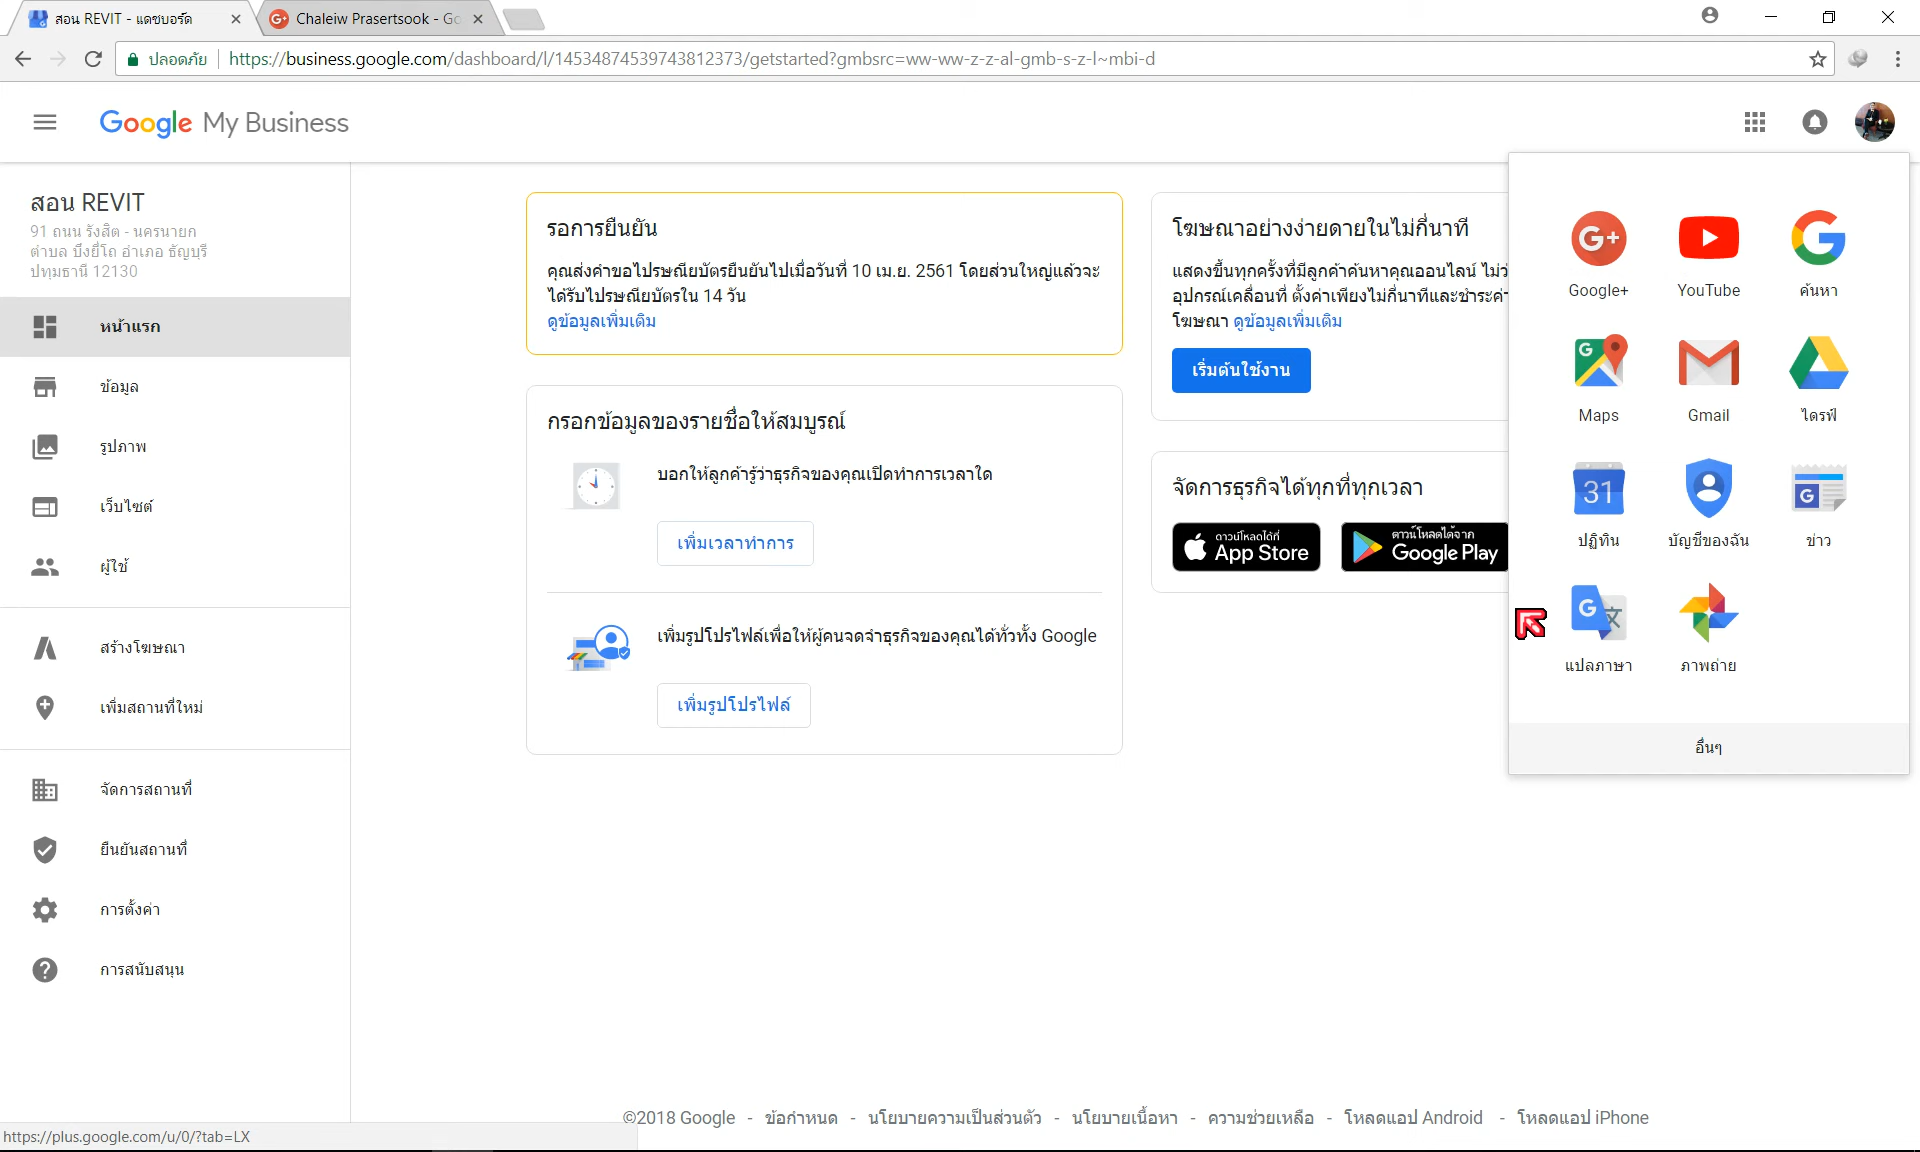 สอน REVIT - แดชบอร์ด
Chaleiw Prasertsook - Go
ปลอดภัย
https://business.google.com/dashboard/l/14534874539743812373/getstarted?gmbsrc=ww-ww-z-z-al-gmb-s-z-l~mbi-d
Google My Business
สอน REVIT
91 ถนน รังสิต - นครนายก
ตำบล บึงยี่โถ อำเภอ ธัญบุรี
ปทุมธานี 12130
หน้าแรก
ข้อมูล
รูปภาพ
เว็บไซต์
ผู้ใช้
สร้างโฆษณา
เพิ่มสถานที่ใหม่
จัดการสถานที่
ยืนยันสถานที่
การตั้งค่า
การสนับสนุน
รอการยืนยัน
คุณส่งคำขอไปรษณียบัตรยืนยันไปเมื่อวันที่ 10 เม.ย. 2561 โดยส่วนใหญ่แล้วจะ
ได้รับไปรษณียบัตรใน 14 วัน
ดูข้อมูลเพิ่มเติม
กรอกข้อมูลของรายชื่อให้สมบูรณ์
บอกให้ลูกค้ารู้ว่าธุรกิจของคุณเปิดทำการเวลาใด
เพิ่มเวลาทำการ
เพิ่มรูปโปรไฟล์เพื่อให้ผู้คนจดจำธุรกิจของคุณได้ทั่วทั้ง Google
เพิ่มรูปโปรไฟล์
โฆษณาอย่างง่ายดายในไม่กี่นาที
แสดงขึ้นทุกครั้งที่มีลูกค้าค้นหาคุณออนไลน์ ไม่ว่
อุปกรณ์เคลื่อนที่ ตั้งค่าเพียงไม่กี่นาทีและชำระค่า
โฆษณา ดูข้อมูลเพิ่มเติม
เริ่มต้นใช้งาน
จัดการธุรกิจได้ทุกที่ทุกเวลา
ดาวน์โหลดได้ที่
App Store
ดาวน์โหลดได้จาก
Google Play
G+
Google+
YouTube
G
ค้นหา
G
Maps
Gmail
ไดรฟ์
31
ปฏิทิน
บัญชีของฉัน
G
ข่าว
G 文
แปลภาษา
ภาพถ่าย
อื่นๆ
©2018 Google - ข้อกำหนด - นโยบายความเป็นส่วนตัว - นโยบายเนื้อหา - ความช่วยเหลือ - โหลดแอป Android - โหลดแอป iPhone
https://plus.google.com/u/0/?tab=LX